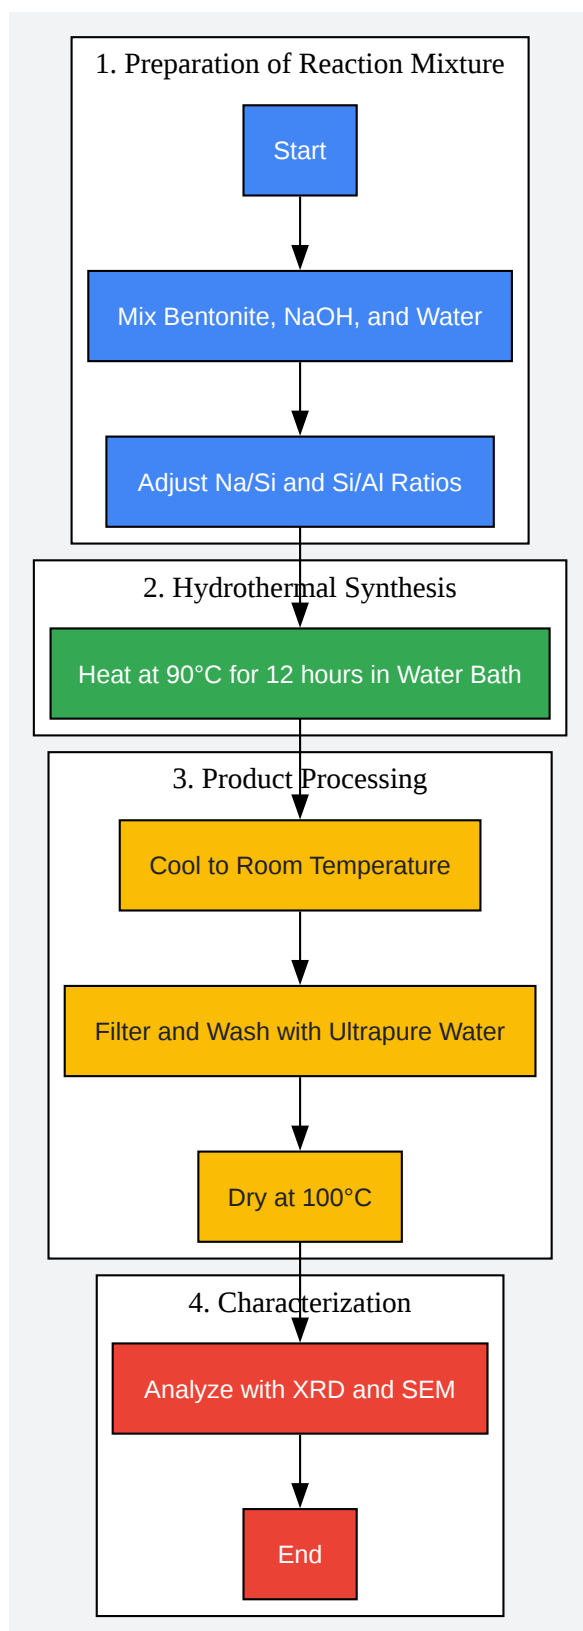 1. Preparation of Reaction Mixture
Start
Mix Bentonite, NaOH, and Water
Adjust Na/Si and Si/Al Ratios
2. Hydrothermal Synthesis
Heat at 90°C for 12 hours in Water Bath
3. Product Processing
Cool to Room Temperature
Filter and Wash with Ultrapure Water
Dry at 100°C
4. Characterization
Analyze with XRD and SEM
End